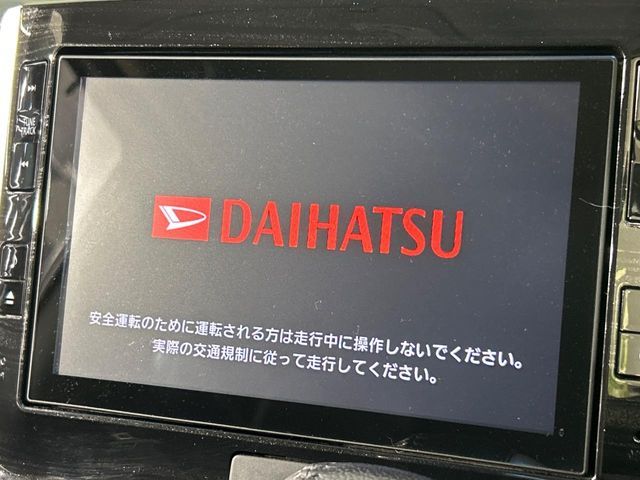 TUNE
TRACK
DAIHATSU
安全運転のために運転される方は走行中に操作しないでください。
実際の交通規制に従って走行してください。